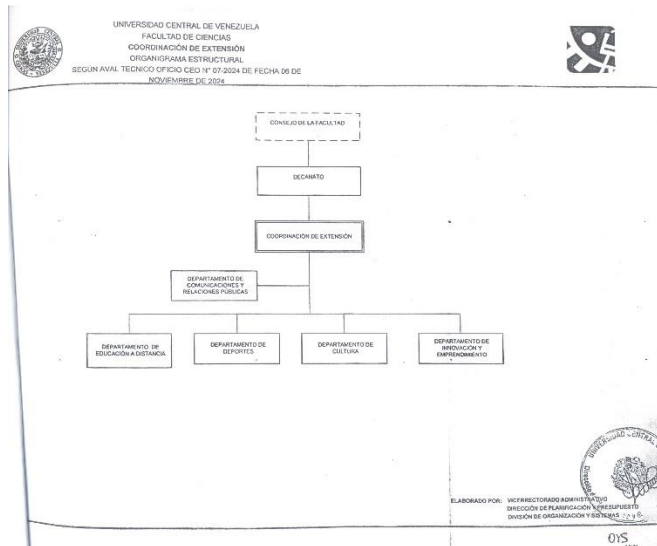 UNIVERSIDAD CENTRAL DE VENEZUELA
FACULTAD DE CIENCIAS
COORDINACIÓN DE EXTENSIÓN
ORGANIGRAMA ESTRUCTURAL
SEGÚN AVAL TECNICO OFICIO CEO N° 07-2024 DE FECHA 06 DE
NOVIEMBRE DE 2024
CONSEJO DE LA FACULTAD
DECANATO
COORDINACIÓN DE EXTENSIÓN
DEPARTAMENTO DE
COMUNICACIONES Y
RELACIONES PÚBLICAS
DEPARTAMENTO DE
EDUCACIÓN A DISTANCIA
DEPARTAMENTO DE
DEPORTES
DEPARTAMENTO DE
CULTURA
DEPARTAMENTO DE
INNOVACIÓN Y
EMPRENDIMIENTO
UNIVERSIDAD CENTRAL
ELABORADO POR: VICERRECTORADO ADMINISTRATIVO
DIRECCIÓN DE PLANIFICACIÓN Y PRESUPUESTO
DIVISIÓN DE ORGANIZACIÓN Y SISTEMAS